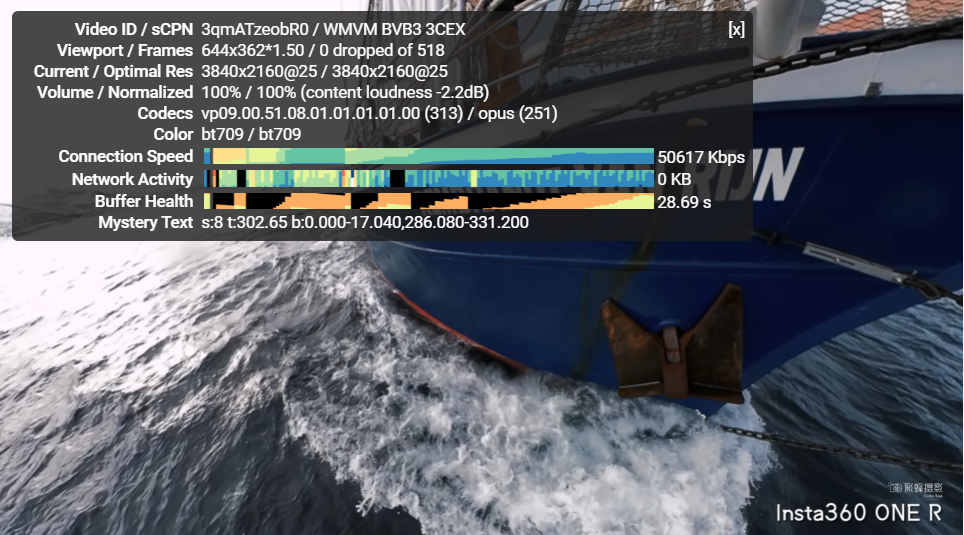 Video ID / sCPN 3qmATzeobR0 / WMVM BVB3 3CEX [x]
Viewport / Frames 644x362*1.50 / 0 dropped of 518
Current / Optimal Res 3840x2160@25 / 3840x2160@25
Volume / Normalized 100% / 100% (content loudness -2.2dB)
Codecs vp09.00.51.08.01.01.01.01.00 (313) / opus (251)
Color bt709 / bt709
Connection Speed 50617 Kbps
Network Activity 0 KB
Buffer Health 28.69 s
Mystery Text s:8 t:302.65 b:0.000-17.040,286.080-331.200
RIJN
Insta360 ONE R